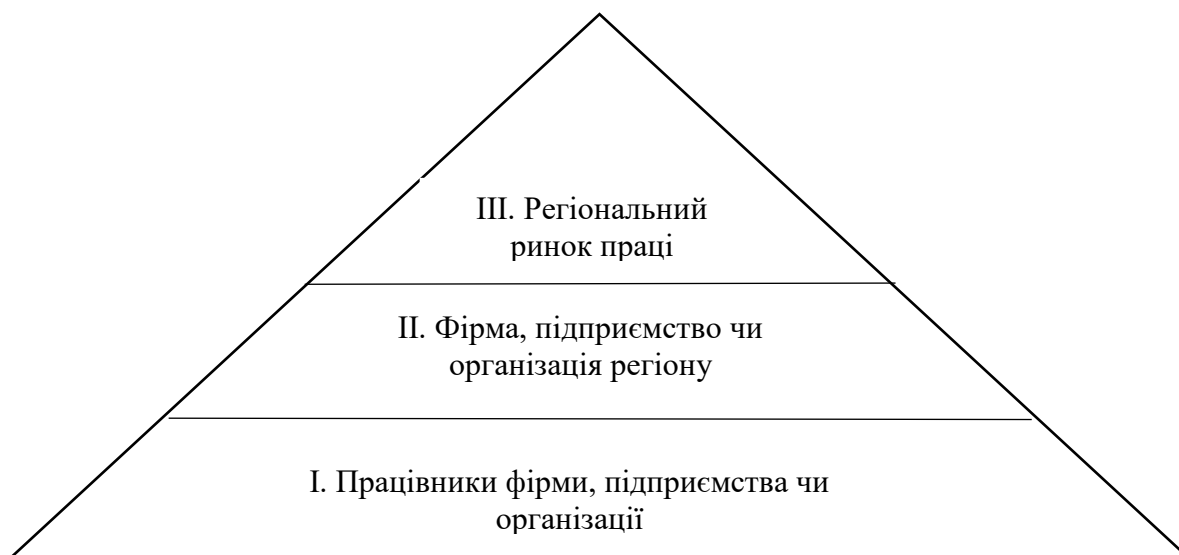 III. Регіональний
ринок праці
II. Фірма, підприємство чи
організація регіону
I. Працівники фірми, підприємства чи
організації